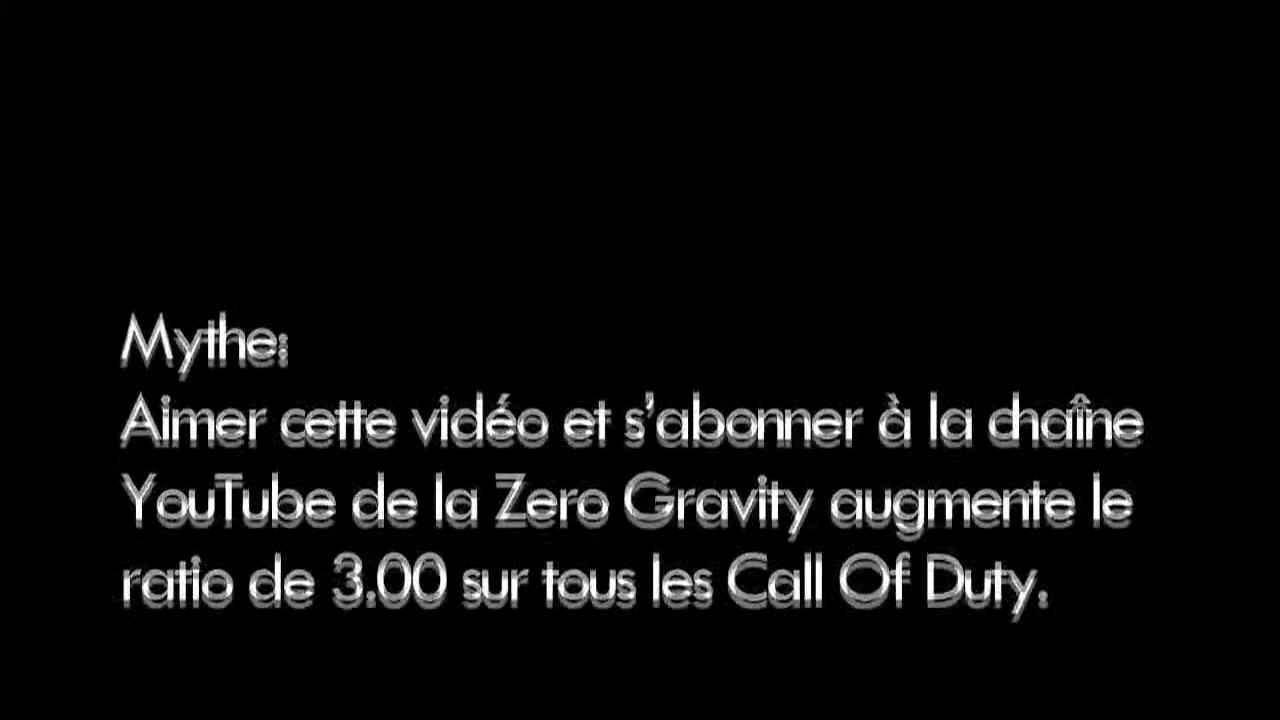 Mythe:
Aimer cette vidéo et s'abonner à la chaîne
YouTube de la Zero Gravity augmente le
ratio de 3.00 sur tous les Call Of Duty.